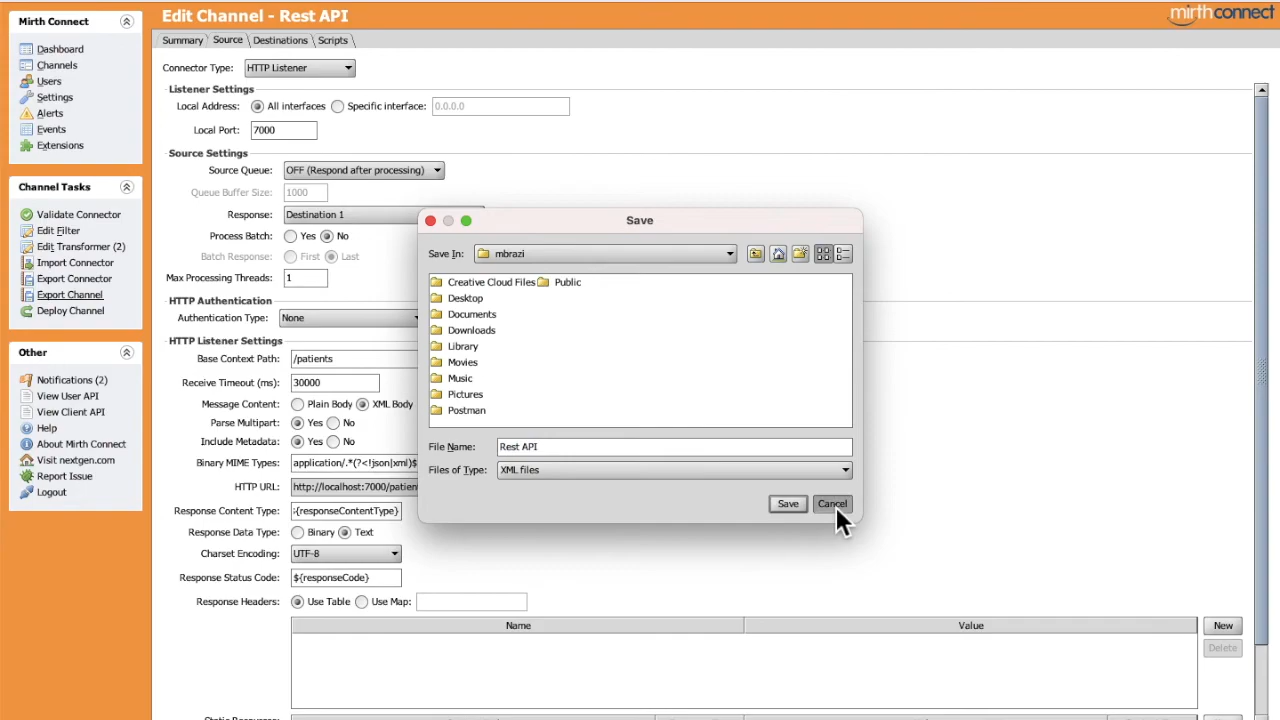 Mirth Connect
Dashboard
Channels
Users
Settings
Alerts
Events
Extensions
Channel Tasks
Validate Connector
Edit Filter
Edit Transformer (2)
Import Connector
Export Connector
Export Channel
Deploy Channel
Other
Notifications (2)
View User API
View Client API
Help
About Mirth Connect
Visit nextgen.com
Report Issue
Logout
Edit Channel - Rest API
mirthconnect
Summary Source Destinations Scripts
Connector Type: HTTP Listener
Listener Settings
Local Address: All interfaces Specific interface: 0.0.0.0
Local Port: 7000
Source Settings
Source Queue: OFF (Respond after processing)
Queue Buffer Size: 1000
Response: Destination 1
Process Batch: Yes No
Batch Response: First Last
Max Processing Threads: 1
HTTP Authentication
Authentication Type: None
HTTP Listener Settings
Base Context Path: /patients
Receive Timeout (ms): 30000
Message Content: Plain Body XML Body
Parse Multipart: Yes No
Include Metadata: Yes No
Binary MIME Types: application/.*(?<!json|xml)$
HTTP URL: http://localhost:7000/patien
Response Content Type: {responseContentType}
Response Data Type: Binary Text
Charset Encoding: UTF-8
Response Status Code: ${responseCode}
Response Headers: Use Table Use Map:
Name Value
New
Delete
Save
Save In: mbrazi
Creative Cloud Files Public
Desktop
Documents
Downloads
Library
Movies
Music
Pictures
Postman
File Name: Rest API
Files of Type: XML files
Save Cancel